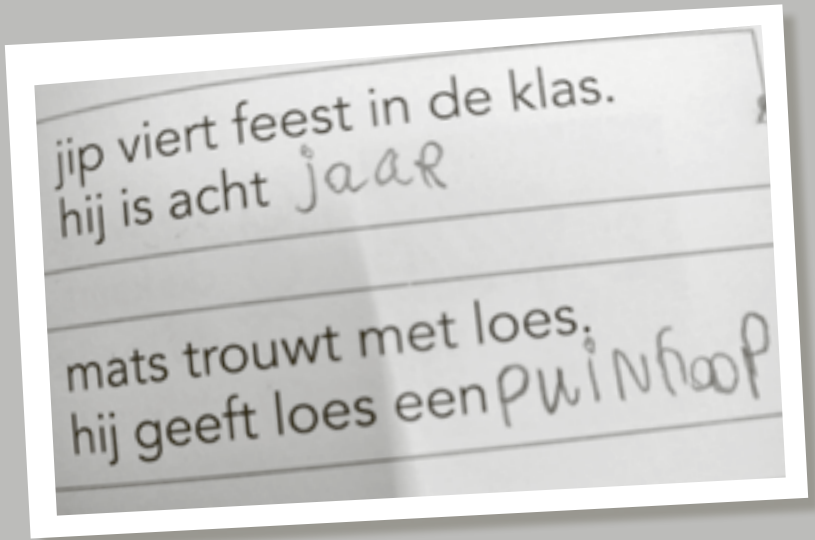 jip viert feest in de klas.
hij is acht jaar
mats trouwt met loes.
hij geeft loes een puinhoop